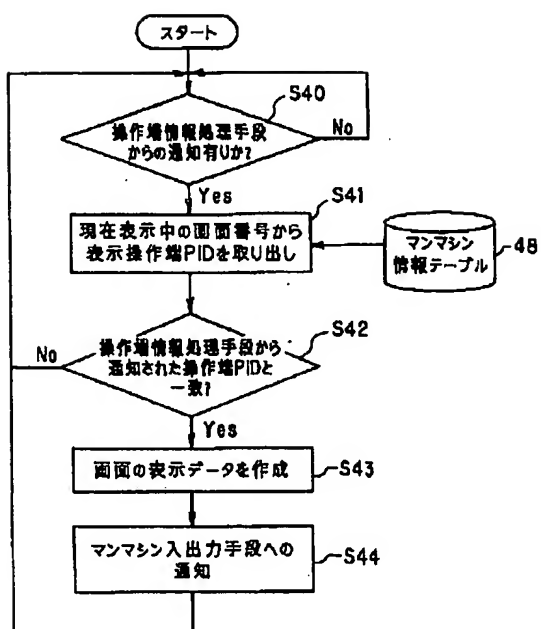 スタート
S40
操作端情報処理手段
からの通知有りか?
No
Yes
S41
現在表示中の画面番号から
表示操作端PIDを取り出し
マンマシン
情報テーブル
48
S42
No
操作端情報処理手段から
通知された操作端PIDと
一致?
Yes
画面の表示データを作成
S43
マンマシン入出力手段への
通知
S44